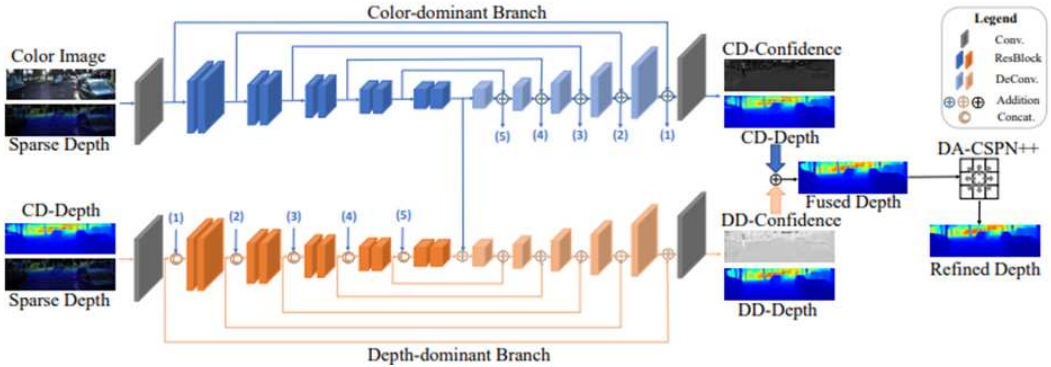 Color-dominant Branch
Color Image
Sparse Depth
(5)
(4)
(3)
(2)
(1)
CD-Confidence
CD-Depth
Legend
Conv.
ResBlock
DeConv.
Addition
Concat.
DA-CSPN++
Fused Depth
Refined Depth
CD-Depth
Sparse Depth
(1)
(2)
(3)
(4)
(5)
DD-Confidence
DD-Depth
Depth-dominant Branch